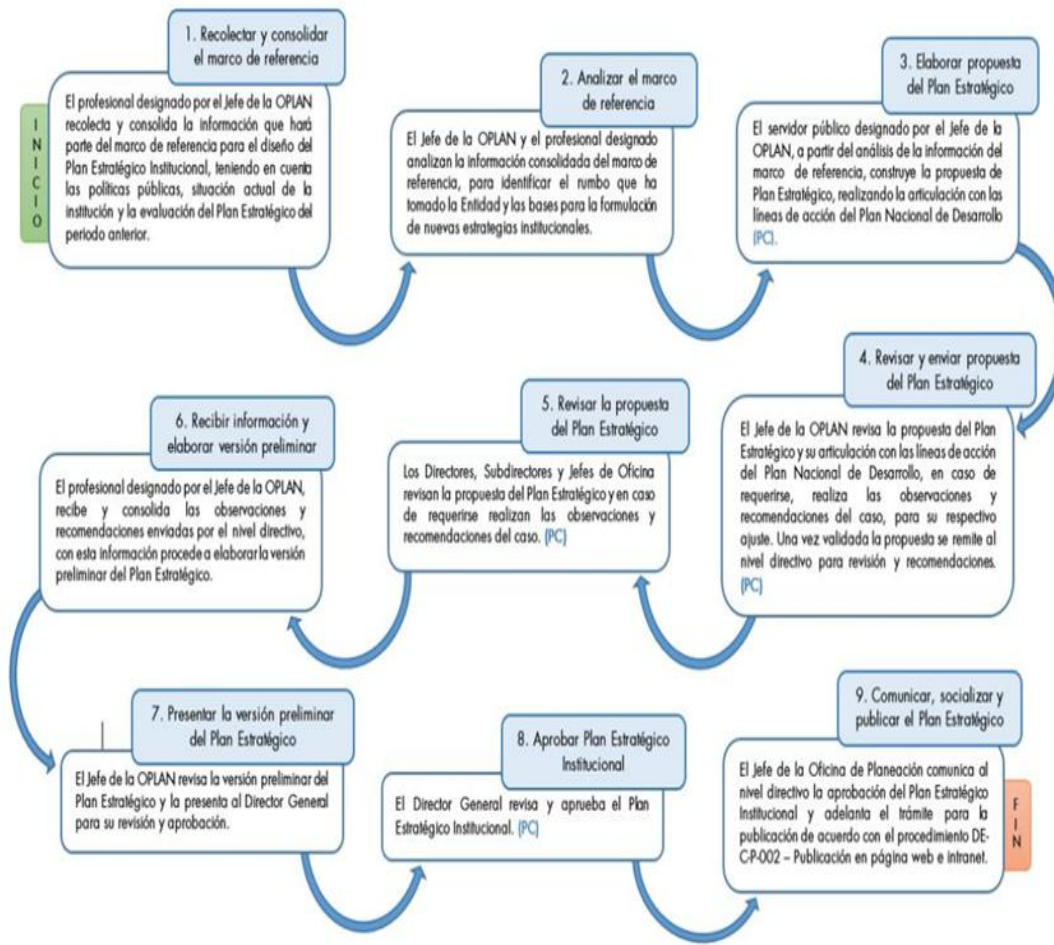 1. Recolectar y consolidar
el marco de referencia
I
N
I
C
I
O
El profesional designado por el Jefe de la OPLAN
recolecta y consolida la información que hará
parte del marco de referencia para el diseño del
Plan Estratégico Institucional, teniendo en cuenta
las políticas públicas, situación actual de la
institución y la evaluación del Plan Estratégico del
periodo anterior.
2. Analizar el marco
de referencia
El Jefe de la OPLAN y el profesional designado
analizan la información consolidada del marco de
referencia, para identificar el rumbo que ha
tomado la Entidad y las bases para la formulación
de nuevas estrategias institucionales.
3. Elaborar propuesta
del Plan Estratégico
El servidor público designado por el Jefe de la
OPLAN, a partir del análisis de la información del
marco de referencia, construye la propuesta de
Plan Estratégico, realizando la articulación con las
líneas de acción del Plan Nacional de Desarrollo
(PC).
4. Revisar y enviar propuesta
del Plan Estratégico
El Jefe de la OPLAN revisa la propuesta del Plan
Estratégico y su articulación con las líneas de acción
del Plan Nacional de Desarrollo, en caso de
requerirse, realiza las observaciones y
recomendaciones del caso, para su respectivo
ajuste. Una vez validada la propuesta se remite al
nivel directivo para revisión y recomendaciones.
(PC)
5. Revisar la propuesta
del Plan Estratégico
Los Directores, Subdirectores y Jefes de Oficina
revisan la propuesta del Plan Estratégico y en caso
de requerirse realizan las observaciones y
recomendaciones del caso. (PC)
6. Recibir información y
elaborar versión preliminar
El profesional designado por el Jefe de la OPLAN,
recibe y consolida las observaciones y
recomendaciones enviadas por el nivel directivo,
con esta información procede a elaborar la versión
preliminar del Plan Estratégico.
7. Presentar la versión preliminar
del Plan Estratégico
El Jefe de la OPLAN revisa la versión preliminar del
Plan Estratégico y la presenta al Director General
para su revisión y aprobación.
8. Aprobar Plan Estratégico
Institucional
El Director General revisa y aprueba el Plan
Estratégico Institucional. (PC)
9. Comunicar, socializar y
publicar el Plan Estratégico
El Jefe de la Oficina de Planeación comunica al
nivel directivo la aprobación del Plan Estratégico
Institucional y adelanta el trámite para la
publicación de acuerdo con el procedimiento DE-
C-P-002 – Publicación en página web e intranet.
F
I
N